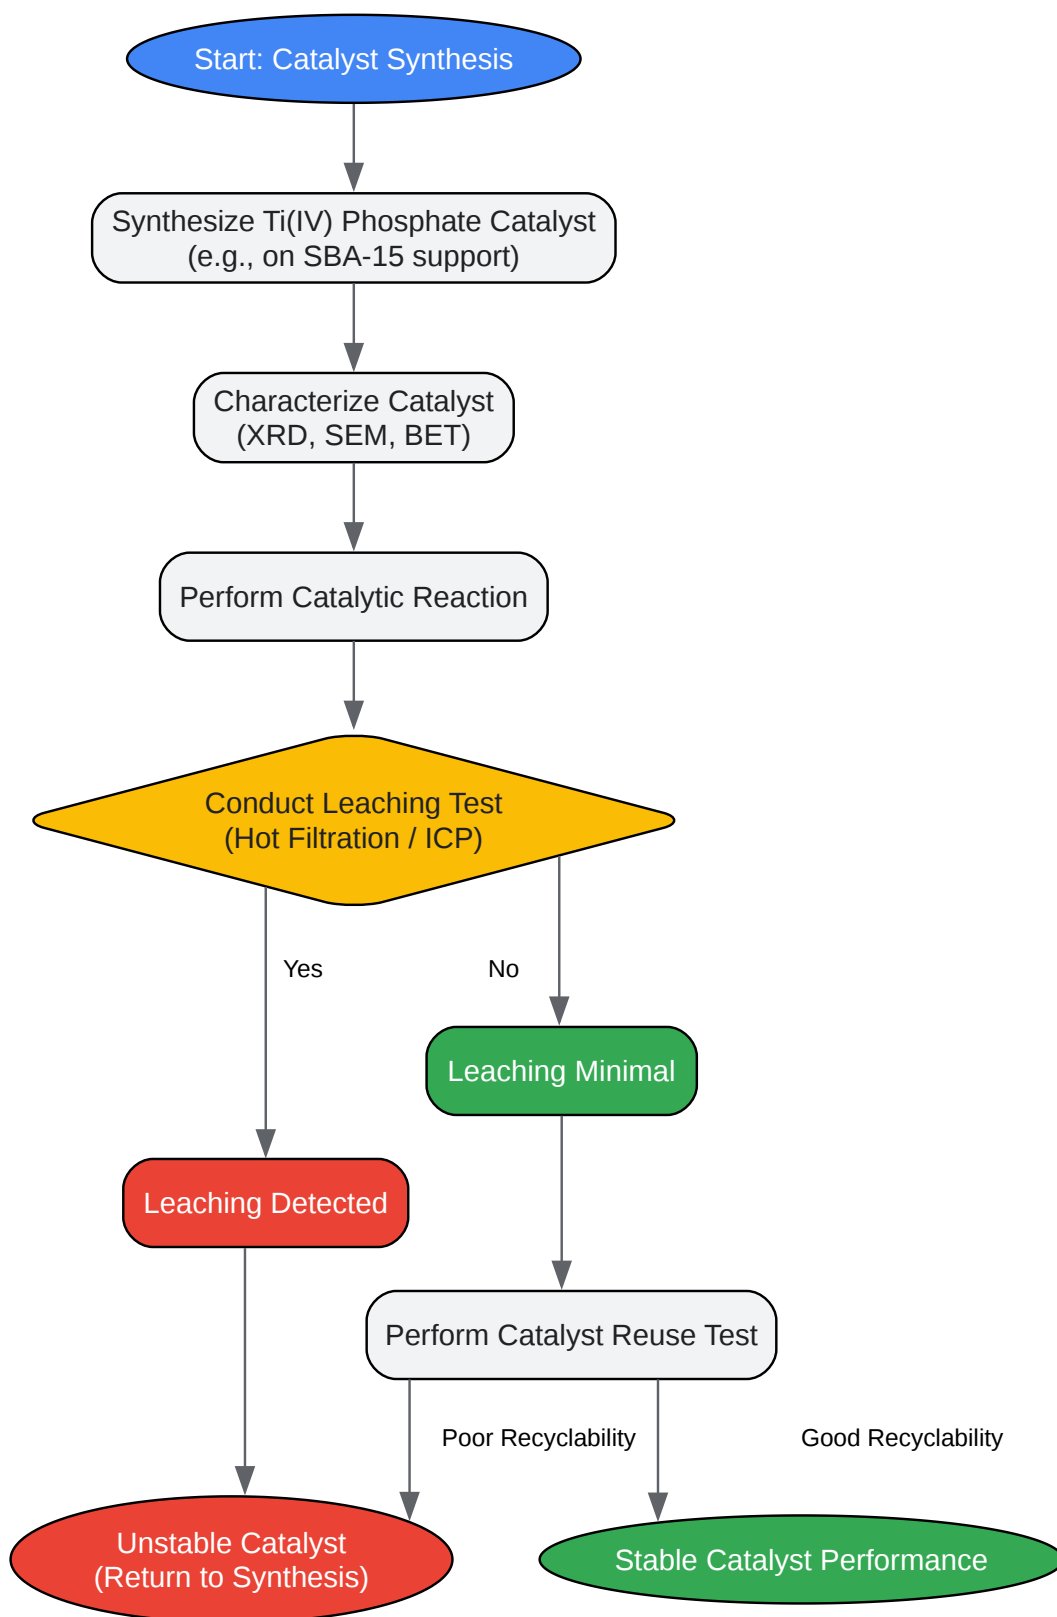 Start: Catalyst Synthesis
Synthesize Ti(IV) Phosphate Catalyst
(e.g., on SBA-15 support)
Characterize Catalyst
(XRD, SEM, BET)
Perform Catalytic Reaction
Conduct Leaching Test
(Hot Filtration / ICP)
Yes
No
Leaching Minimal
Leaching Detected
Perform Catalyst Reuse Test
Poor Recyclability
Good Recyclability
Unstable Catalyst
(Return to Synthesis)
Stable Catalyst Performance